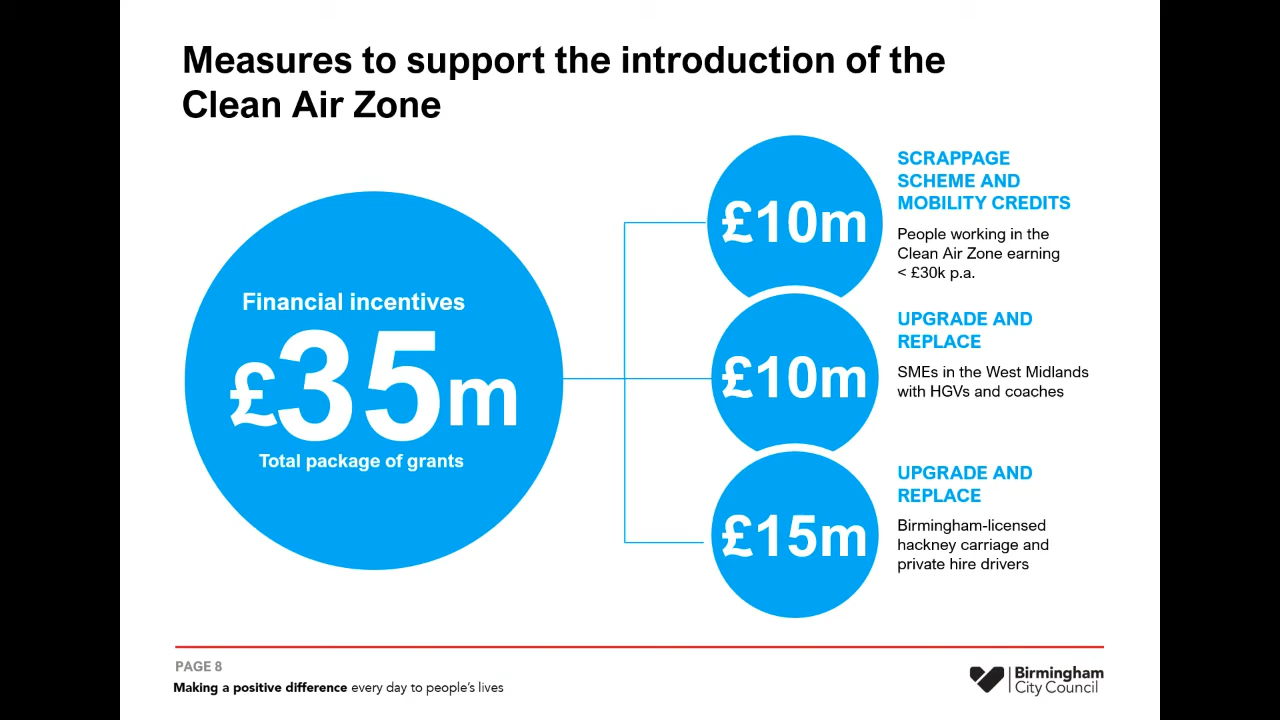 Measures to support the introduction of the
Clean Air Zone
Financial incentives
£35m
Total package of grants
£10m
SCRAPPAGE
SCHEME AND
MOBILITY CREDITS
People working in the
Clean Air Zone earning
< £30k p.a.
£10m
UPGRADE AND
REPLACE
SMEs in the West Midlands
with HGVs and coaches
£15m
UPGRADE AND
REPLACE
Birmingham-licensed
hackney carriage and
private hire drivers
PAGE 8
Making a positive difference every day to people's lives
Birmingham
City Council